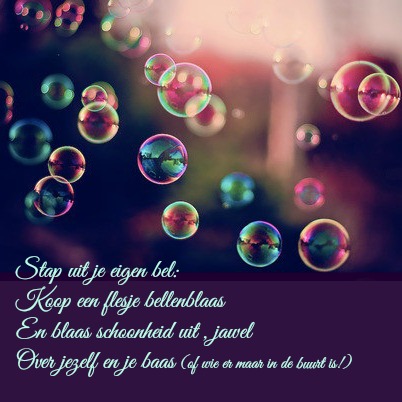 Stap uit je eigen bel:
Koop een flesje bellenblaas
En blaas schoonheid uit , jawel
Over jezelf en je baas (of wie er maar in de buurt is!)